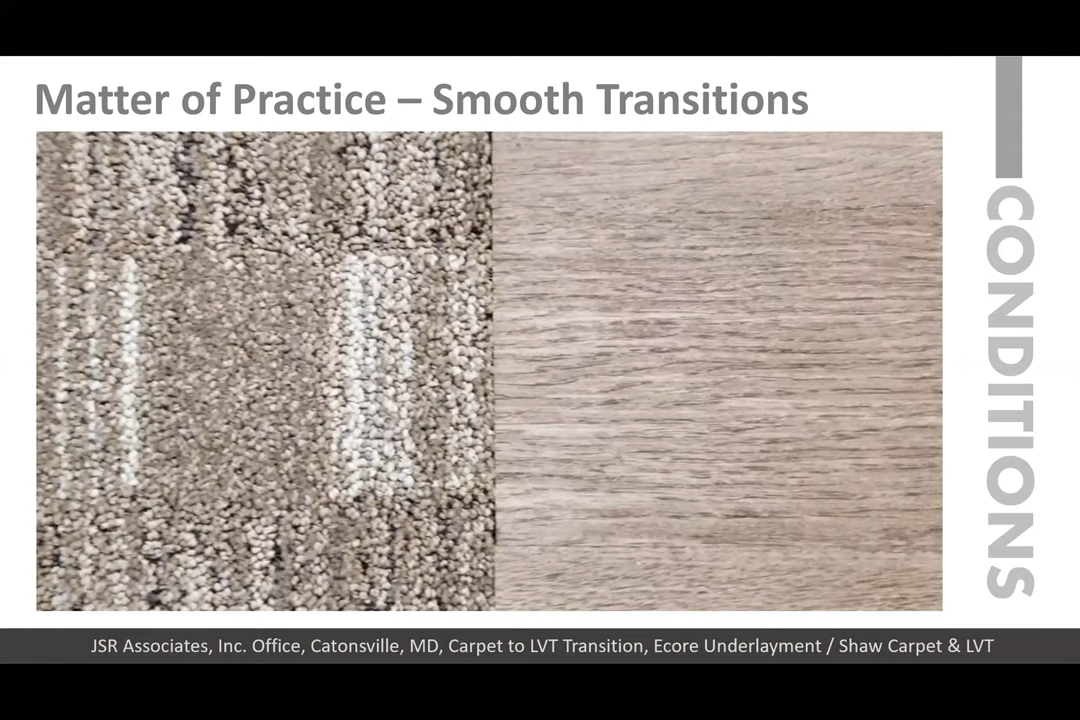 Matter of Practice – Smooth Transitions
CONDITIONS
JSR Associates, Inc. Office, Catonsville, MD, Carpet to LVT Transition, Ecore Underlayment / Shaw Carpet & LVT